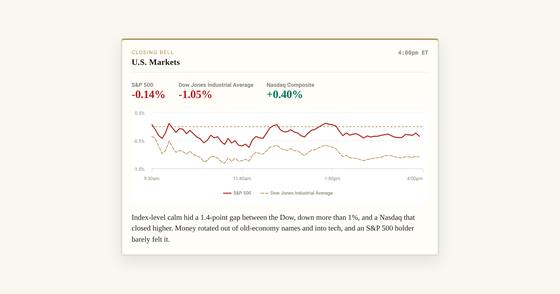 CLOSING BELL
4:00pm ET
U.S. Markets
S&P 500
Dow Jones Industrial Average
Nasdaq Composite
-0.14%
-1.05%
+0.40%
0.5%
-0.5%
-1.5%
9:30am
11:40am
1:50pm
4:00pm
S&P 500
Dow Jones Industrial Average
Index-level calm hid a 1.4-point gap between the Dow, down more than 1%, and a Nasdaq that
closed higher. Money rotated out of old-economy names and into tech, and an S&P 500 holder
barely felt it.